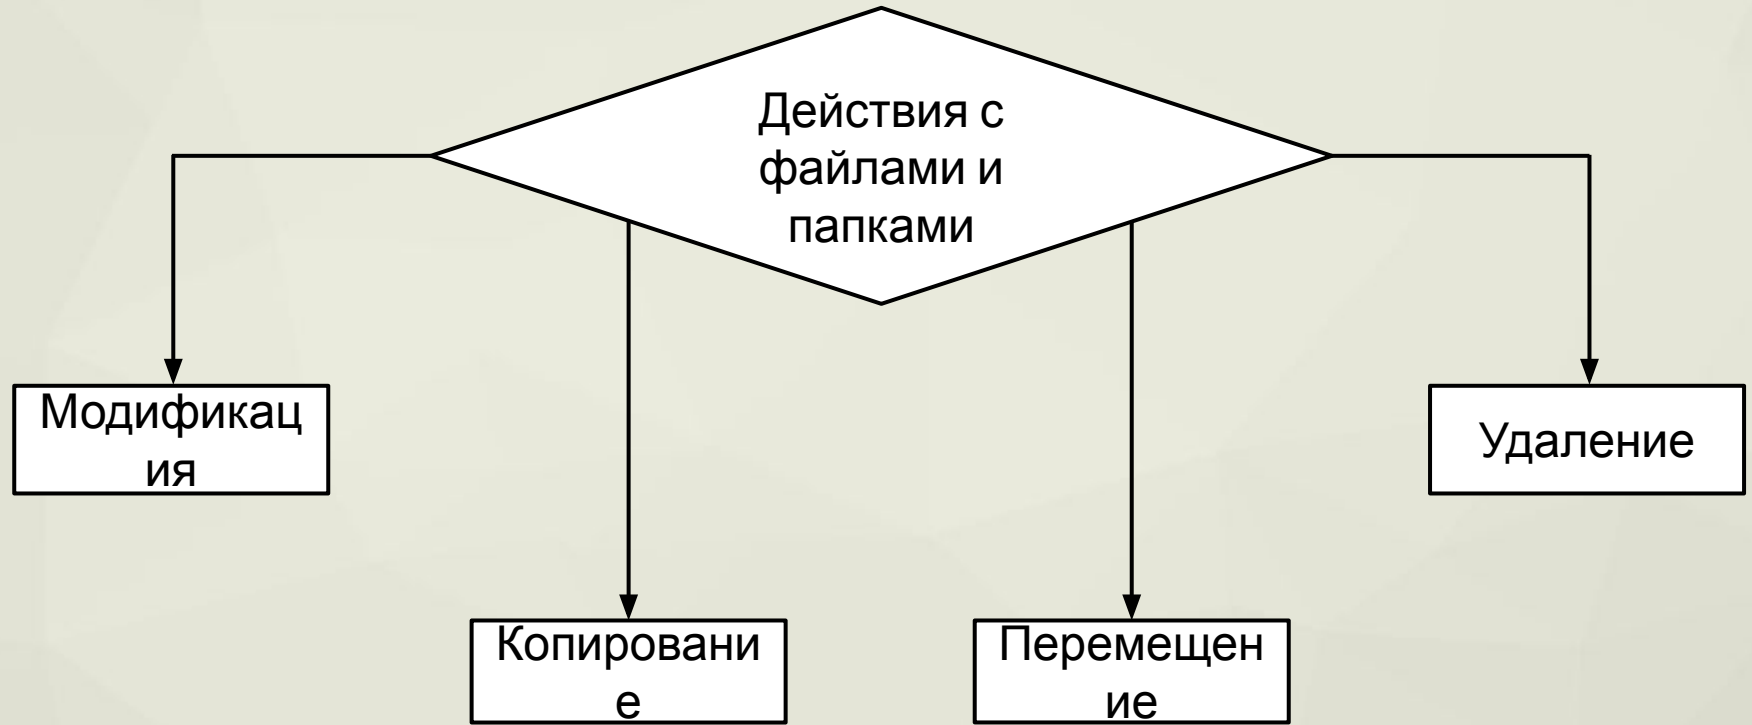 Действия с
файлами и
папками
Модификац
ия
Удаление
Копировани
е
Перемещен
ие